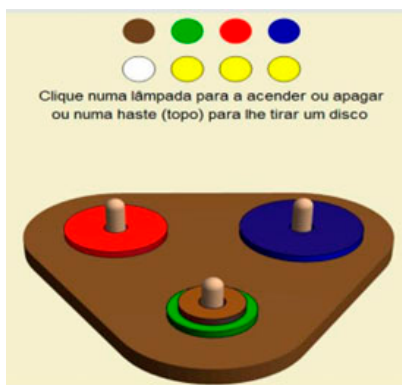 Clique numa lâmpada para a acender ou apagar
ou numa haste (topo) para lhe tirar um disco